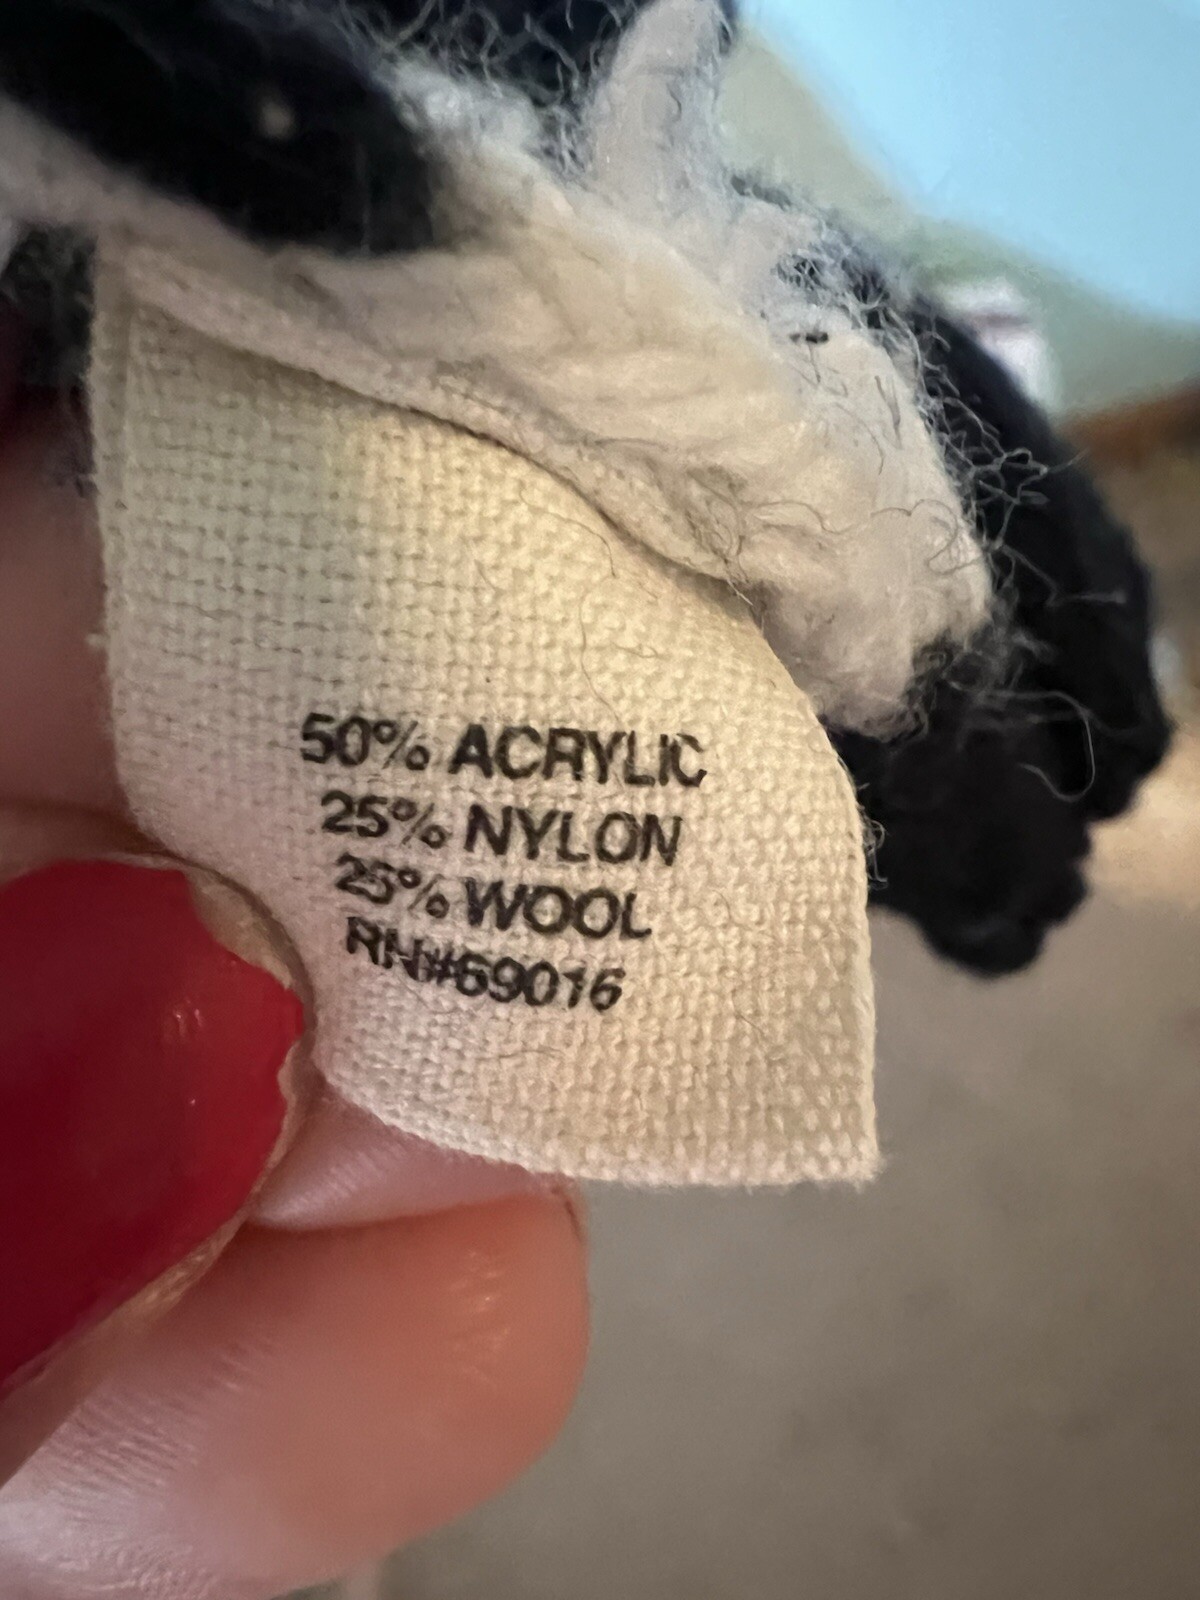 50% ACRYLIC
25% NYLON
25% WOOL
RN#69016